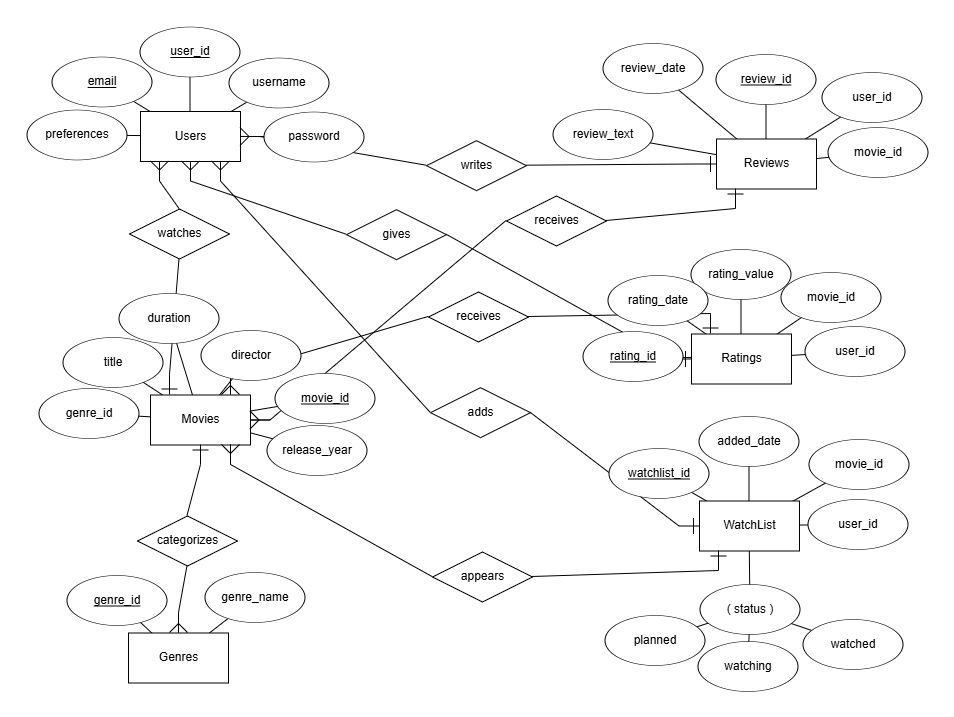 user_id
email
username
preferences
Users
password
review_date
review_id
user_id
review_text
Reviews
movie_id
writes
receives
watches
gives
duration
receives
rating_date
rating_value
movie_id
rating_id
Ratings
user_id
title
director
genre_id
Movies
movie_id
release_year
adds
added_date
watchlist_id
movie_id
WatchList
user_id
categorizes
appears
genre_id
genre_name
Genres
( status )
planned
watching
watched